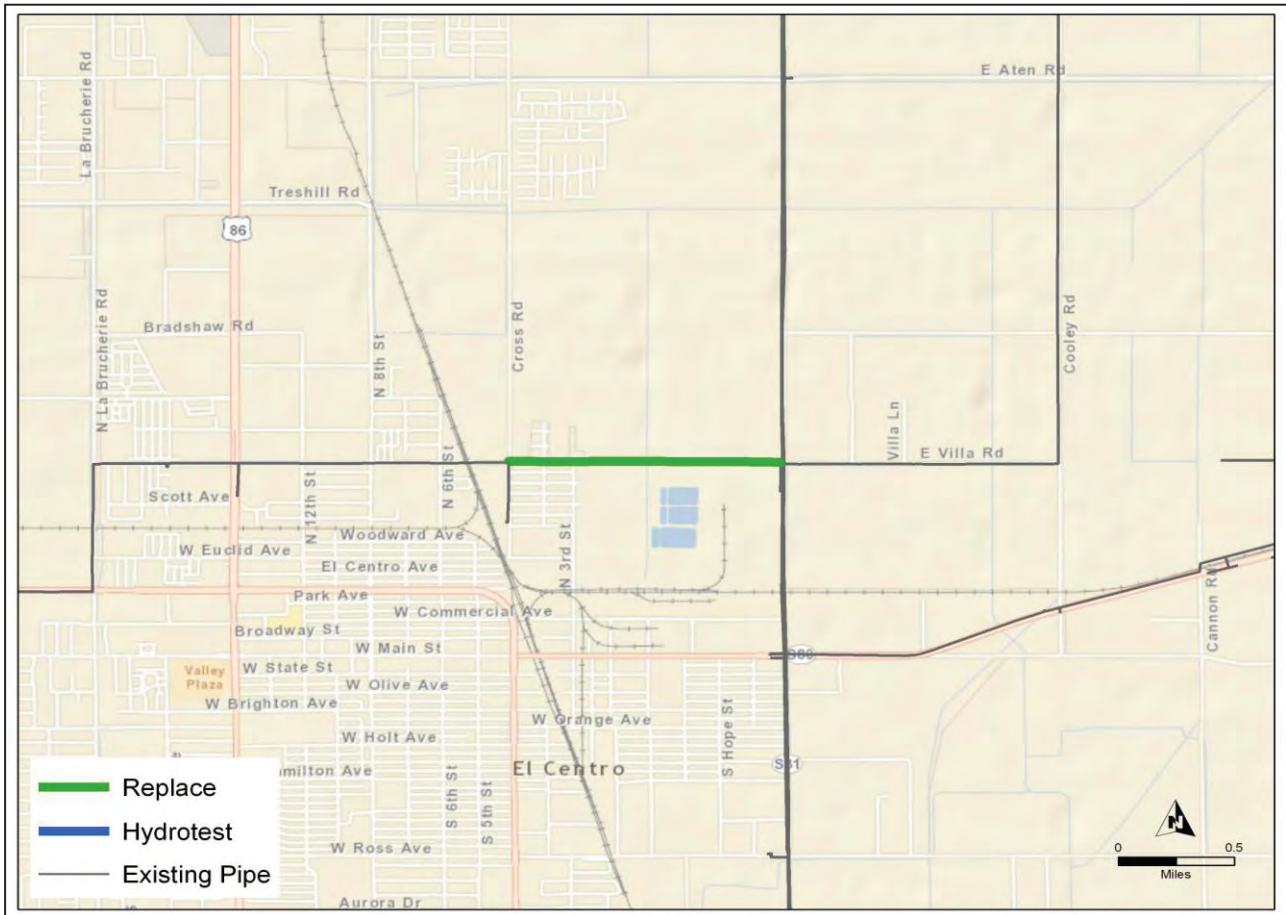 E Aten Rd
La Brucherie Rd
Treshill Rd
86
N La Brucherie Rd
Bradshaw Rd
N 8th St
Cross Rd
Cooley Rd
Villa Ln
E Villa Rd
N 6th St
N 12th St
Scott Ave
Woodward Ave
W Euclid Ave
N 3rd St
El Centro Ave
Park Ave
W Commercial Ave
Cannon Rd
Broadway St
W Main St
S80
Valley
Plaza
W State St
W Olive Ave
W Brighton Ave
W Orange Ave
S Hope St
W Holt Ave
El Centro
milton Ave
S 6th St
S 5th St
W Ross Ave
Aurora Dr
Replace
Hydrotest
Existing Pipe
N
0 0.5
Miles